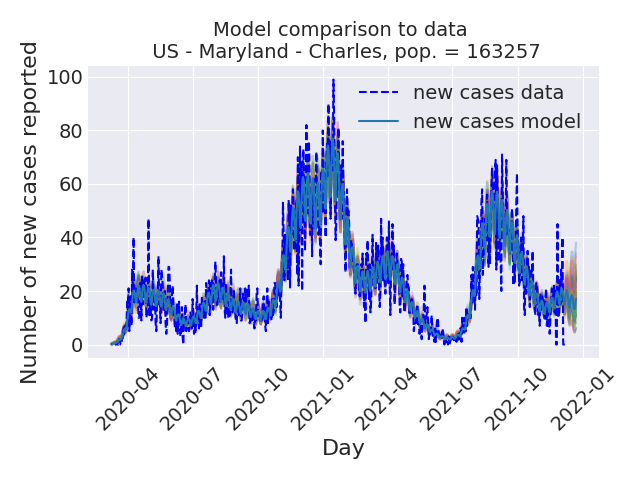 Model comparison to data
US - Maryland - Charles, pop. = 163257
Number of new cases reported
100
80
60
40
20
0
new cases data
new cases model
2020-04
2020-07
2020-10
2021-01
2021-04
2021-07
2021-10
2022-01
Day